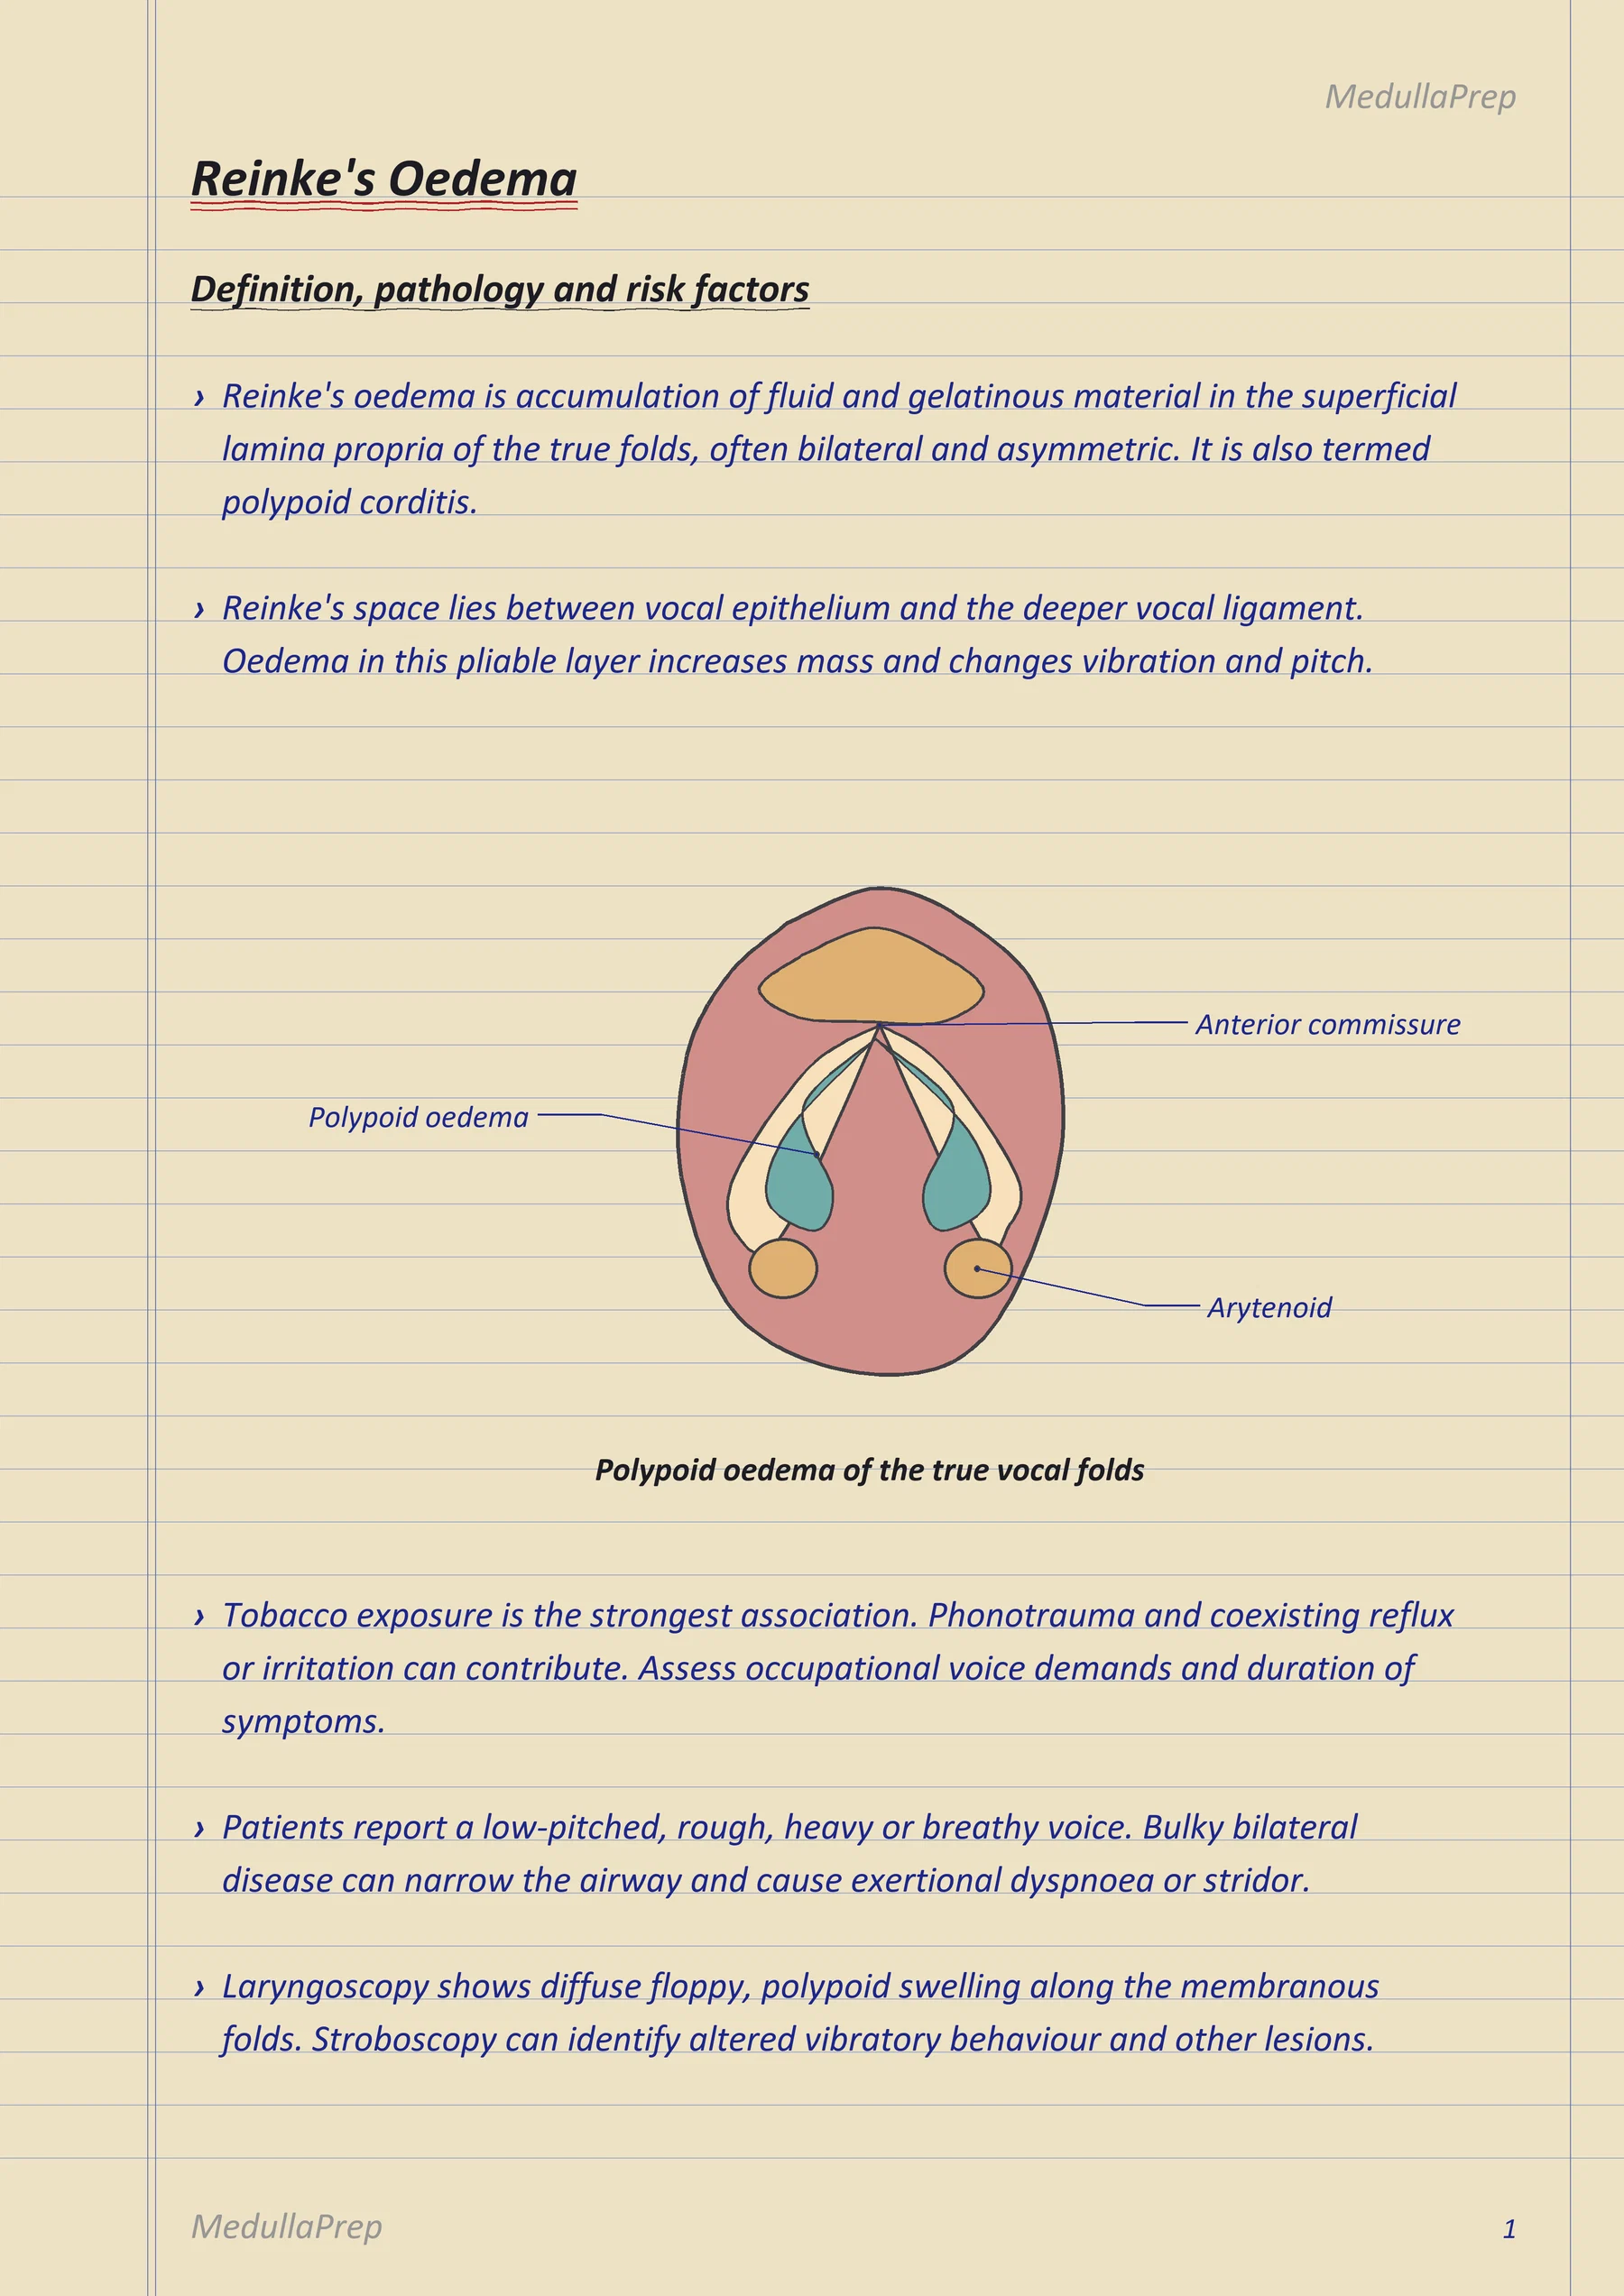 MedullaPrep
Reinke's Oedema
Definition, pathology and risk factors
› Reinke's oedema is accumulation of fluid and gelatinous material in the superficial
lamina propria of the true folds, often bilateral and asymmetric. It is also termed
polypoid corditis.
› Reinke's space lies between vocal epithelium and the deeper vocal ligament.
Oedema in this pliable layer increases mass and changes vibration and pitch.
Anterior commissure
Polypoid oedema
Arytenoid
Polypoid oedema of the true vocal folds
› Tobacco exposure is the strongest association. Phonotrauma and coexisting reflux
or irritation can contribute. Assess occupational voice demands and duration of
symptoms.
› Patients report a low-pitched, rough, heavy or breathy voice. Bulky bilateral
disease can narrow the airway and cause exertional dyspnoea or stridor.
› Laryngoscopy shows diffuse floppy, polypoid swelling along the membranous
folds. Stroboscopy can identify altered vibratory behaviour and other lesions.
MedullaPrep
1